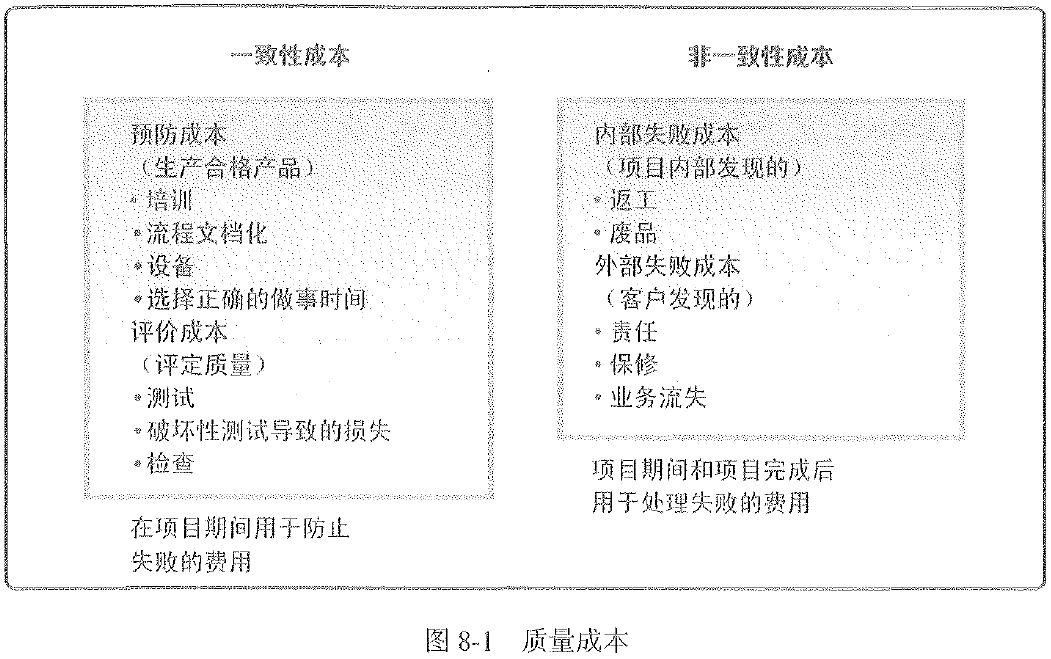 一致性成本
预防成本
（生产合格产品）
•培训
•流程文档化
•设备
•选择正确的做事时间
评价成本
（评定质量）
•测试
•破坏性测试导致的损失
•检查
在项目期间用于防止
失败的费用
非一致性成本
内部失败成本
（项目内部发现的）
•返工
•废品
外部失败成本
（客户发现的）
•责任
•保修
•业务流失
项目期间和项目完成后
用于处理失败的费用
图 8-1 质量成本